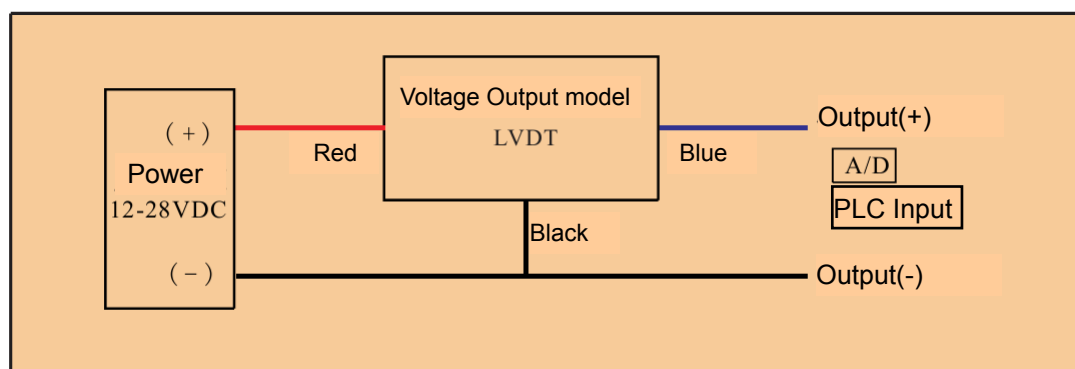 Voltage Output model
LVDT
(+)
Power
12-28VDC
(−)
Red
Blue
Black
Output(+)
A/D
PLC Input
Output(-)